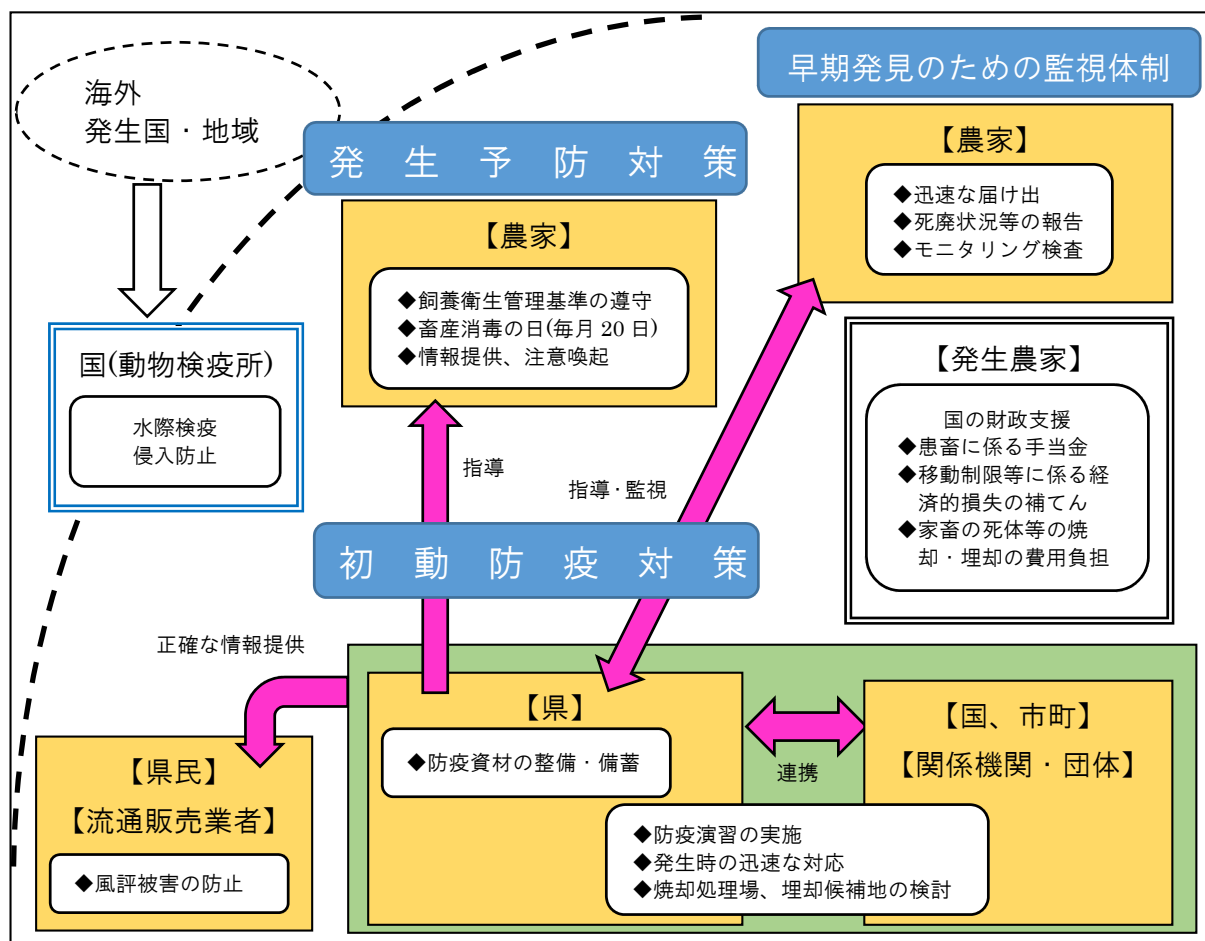 海外
発生国・地域
国(動物検疫所)
水際検疫
侵入防止
発生予防対策
【農家】
◆飼養衛生管理基準の遵守
◆畜産消毒の日(毎月 20 日)
◆情報提供、注意喚起
早期発見のための監視体制
【農家】
◆迅速な届け出
◆死廃状況等の報告
◆モニタリング検査
【発生農家】
国の財政支援
◆患畜に係る手当金
◆移動制限等に係る経
済的損失の補てん
◆家畜の死体等の焼
却・埋却の費用負担
指導
指導・監視
初動防疫対策
正確な情報提供
【県民】
【流通販売業者】
◆風評被害の防止
【県】
◆防疫資材の整備・備蓄
連携
【国、市町】
【関係機関・団体】
◆防疫演習の実施
◆発生時の迅速な対応
◆焼却処理場、埋却候補地の検討